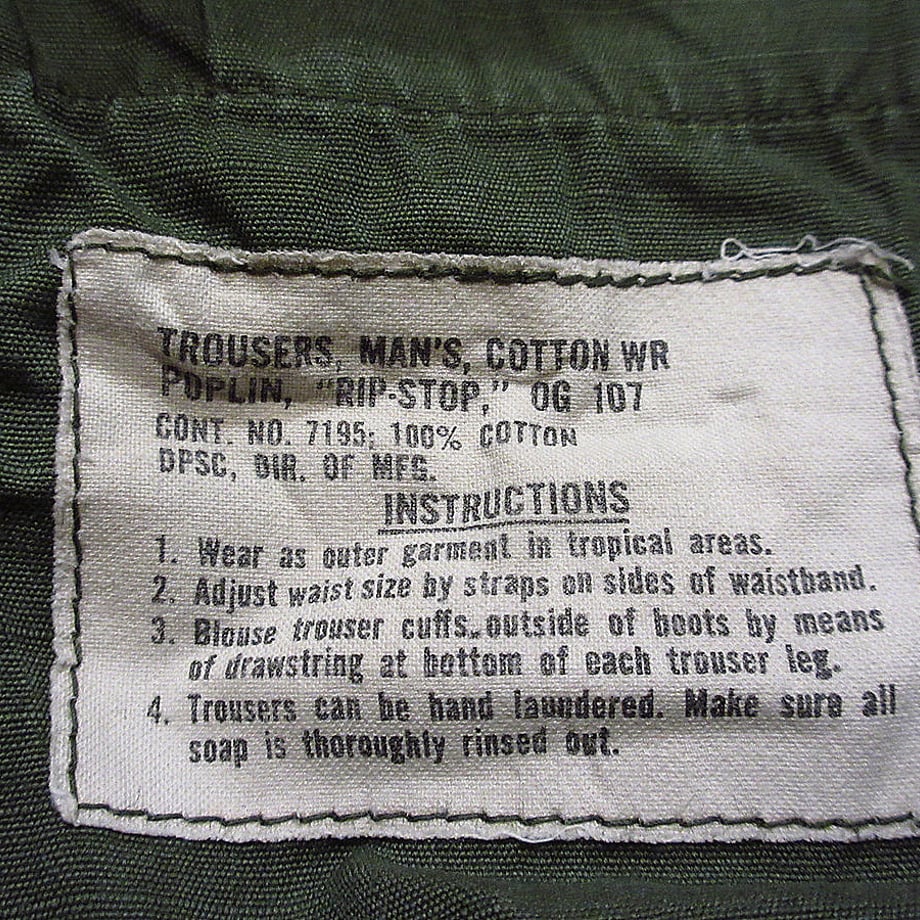 TROUSERS, MAN'S, COTTON WR
POPLIN, "RIP-STOP," OG 107
CONT. NO. 7195; 100% COTTON
DPSC, DIR. OF MFG.
INSTRUCTIONS
1. Wear as outer garment in tropical areas.
2. Adjust waist size by straps on sides of waistband.
3. Blouse trouser cuffs outside of boots by means
of drawstring at bottom of each trouser leg.
4. Trousers can be hand laundered. Make sure all
soap is thoroughly rinsed out.